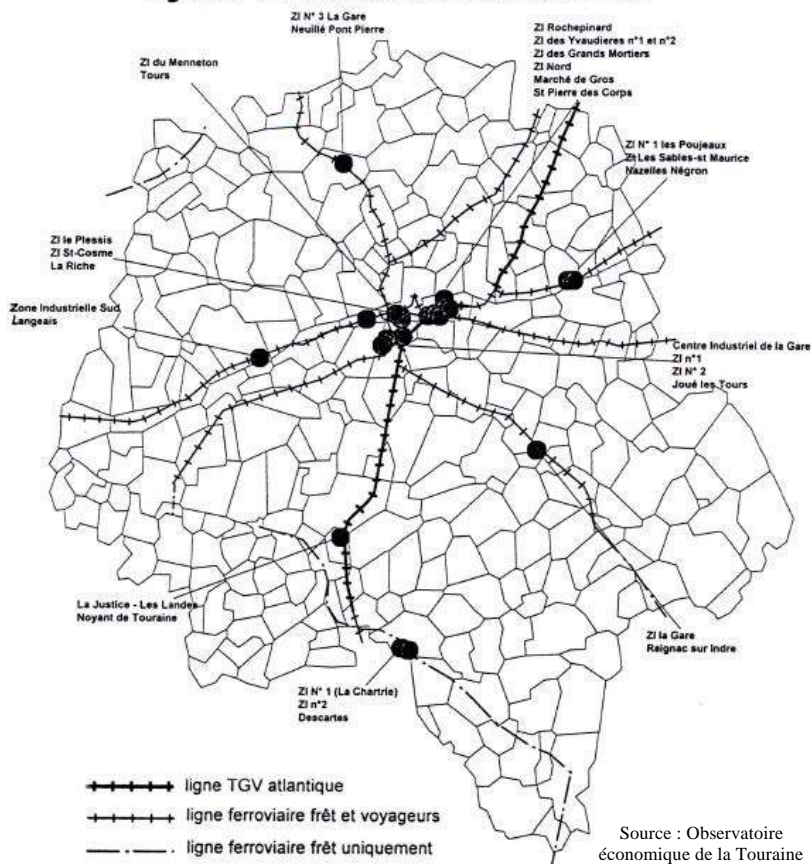 ZI N° 3 La Gare
Neuillé Pont Pierre
ZI Rochepinard
ZI des Yvaudieres n°1 et n°2
ZI des Grands Mortiers
ZI Nord
Marché de Gros
St Pierre des Corps
ZI du Menneton
Tours
ZI N° 1 les Poujeaux
ZI Les Sables-st Maurice
Nazelles Négron
ZI le Plessis
ZI St-Cosme
La Riche
Zone Industrielle Sud
Langeais
Centre Industriel de la Gare
ZI n°1
ZI N° 2
Joué les Tours
La Justice - Les Landes
Noyant de Touraine
ZI la Gare
Reignac sur Indre
ZI N° 1 (La Chartrie)
ZI n°2
Descartes
ligne TGV atlantique
ligne ferroviaire frêt et voyageurs
ligne ferroviaire frêt uniquement
Source : Observatoire
économique de la Touraine